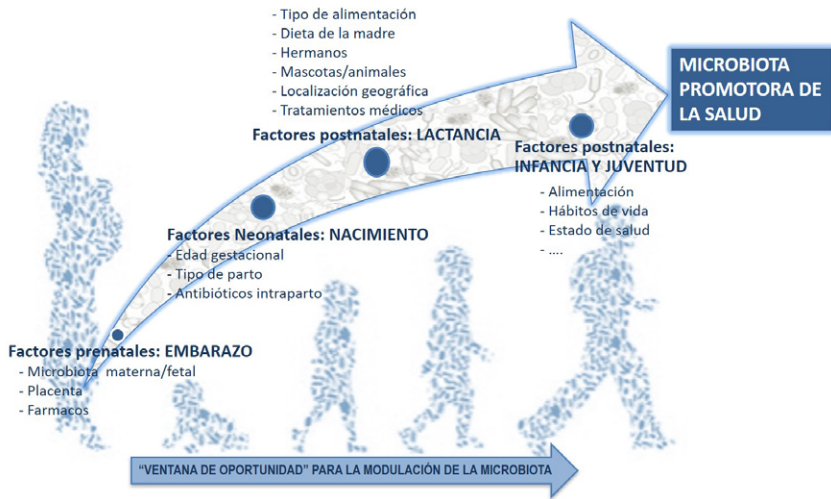 - Tipo de alimentación
- Dieta de la madre
- Hermanos
- Mascotas/animales
- Localización geográfica
- Tratamientos médicos
Factores postnatales: LACTANCIA
MICROBIOTA
PROMOTORA DE
LA SALUD
Factores postnatales:
INFANCIA Y JUVENTUD
- Alimentación
- Hábitos de vida
- Estado de salud
- ....
Factores Neonatales: NACIMIENTO
- Edad gestacional
- Tipo de parto
- Antibióticos intraparto
Factores prenatales: EMBARAZO
- Microbiota materna/fetal
- Placenta
- Farmacos
“VENTANA DE OPORTUNIDAD” PARA LA MODULACIÓN DE LA MICROBIOTA